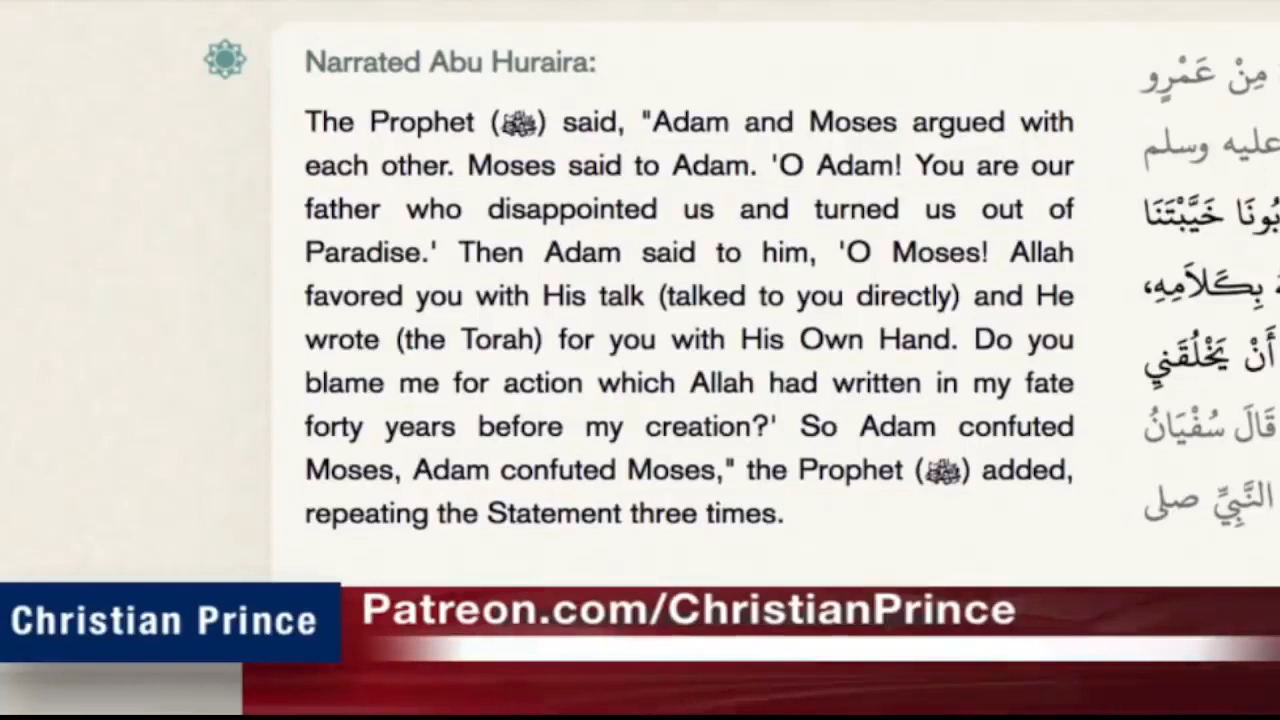 Narrated Abu Huraira:
The Prophet (ﷺ) said, "Adam and Moses argued with
each other. Moses said to Adam. 'O Adam! You are our
father who disappointed us and turned us out of
Paradise.' Then Adam said to him, 'O Moses! Allah
favored you with His talk (talked to you directly) and He
wrote (the Torah) for you with His Own Hand. Do you
blame me for action which Allah had written in my fate
forty years before my creation?' So Adam confuted
Moses, Adam confuted Moses," the Prophet (ﷺ) added,
repeating the Statement three times.
مِنْ عَمْرٍو
عليه وسلم
خَيَّبْتَنَا
بِكَلاَمِهِ،
أَنْ يَخْلُقَنِي
قَالَ سُفْيَانُ
النَّبِيِّ صلى
Christian Prince
Patreon.com/ChristianPrince